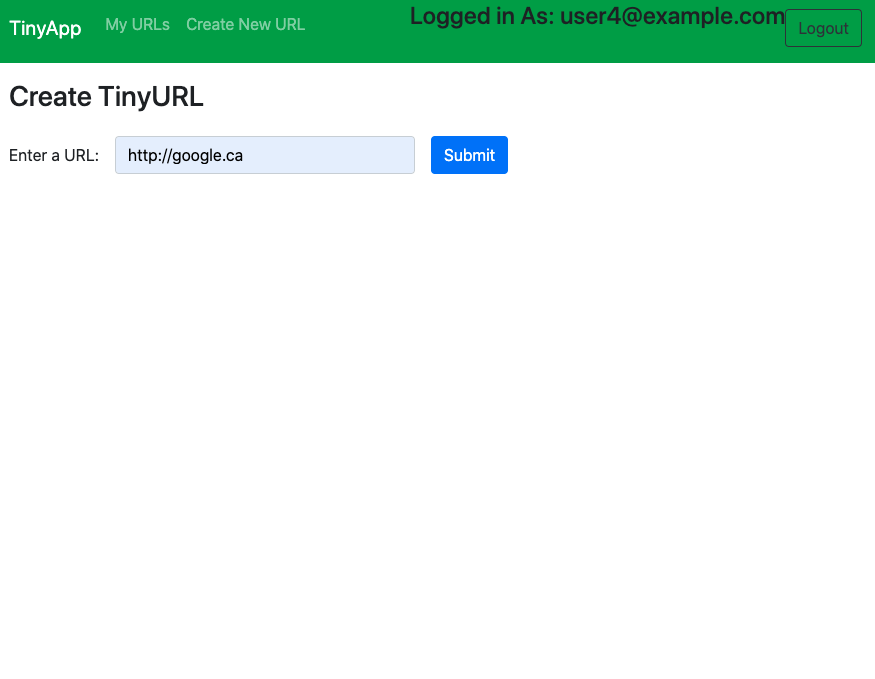 TinyApp My URLs Create New URL Logged in As: user4@example.com Logout
Create TinyURL
Enter a URL: http://google.ca Submit